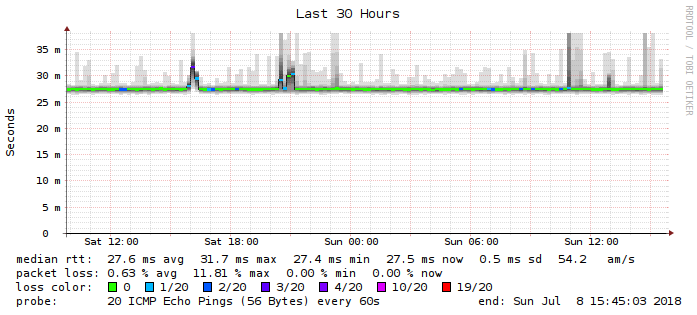 Last 30 Hours
RRDTOOL / TOBI OETIKER
Seconds
35 m
30 m
25 m
20 m
15 m
10 m
5 m
0
Sat 12:00 Sat 18:00 Sun 00:00 Sun 06:00 Sun 12:00
median rtt: 27.6 ms avg 31.7 ms max 27.4 ms min 27.5 ms now 0.5 ms sd 54.2 am/s
packet loss: 0.63 % avg 11.81 % max 0.00 % min 0.00 % now
loss color: 0 1/20 2/20 3/20 4/20 10/20 19/20
probe: 20 ICMP Echo Pings (56 Bytes) every 60s end: Sun Jul 8 15:45:03 2018